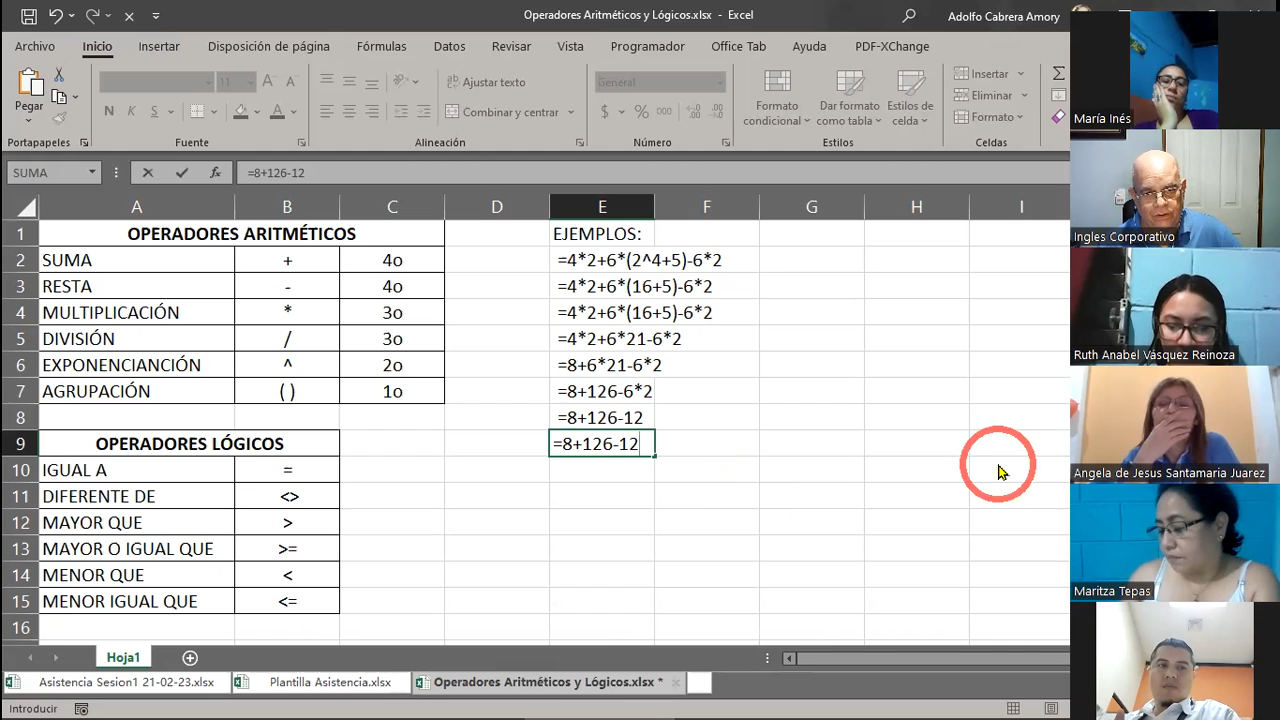 Operadores Aritméticos y Lógicos.xlsx - Excel
Adolfo Cabrera Amory
Archivo Inicio Insertar Disposición de página Fórmulas Datos Revisar Vista Programador Office Tab Ayuda PDF-XChange
Pegar
N K S
11
Ajustar texto
Combinar y centrar
General
$ % 000
Formato condicional
Dar formato como tabla
Estilos de celda
Insertar
Eliminar
Formato
Portapapeles Fuente Alineación Número Estilos Celdas
SUMA fx =8+126-12
A B C D E F G H I
1 OPERADORES ARITMÉTICOS EJEMPLOS:
2 SUMA + 4o =4*2+6*(2^4+5)-6*2
3 RESTA - 4o =4*2+6*(16+5)-6*2
4 MULTIPLICACIÓN * 3o =4*2+6*(16+5)-6*2
5 DIVISIÓN / 3o =4*2+6*21-6*2
6 EXPONENCIANCIÓN ^ 2o =8+6*21-6*2
7 AGRUPACIÓN ( ) 1o =8+126-6*2
8 =8+126-12
9 OPERADORES LÓGICOS =8+126-12
10 IGUAL A =
11 DIFERENTE DE <>
12 MAYOR QUE >
13 MAYOR O IGUAL QUE >=
14 MENOR QUE <
15 MENOR IGUAL QUE <=
16
Hoja1
Asistencia Sesion1 21-02-23.xlsx Plantilla Asistencia.xlsx Operadores Aritméticos y Lógicos.xlsx *
Introducir
María Inés
Ingles Corporativo
Ruth Anabel Vásquez Reinoza
Angela de Jesus Santamaria Juarez
Maritza Tepas